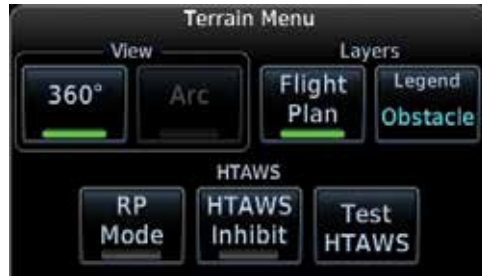 Terrain Menu
View
Layers
360°
Arc
Flight
Plan
Legend
Obstacle
HTAWS
RP
Mode
HTAWS
Inhibit
Test
HTAWS